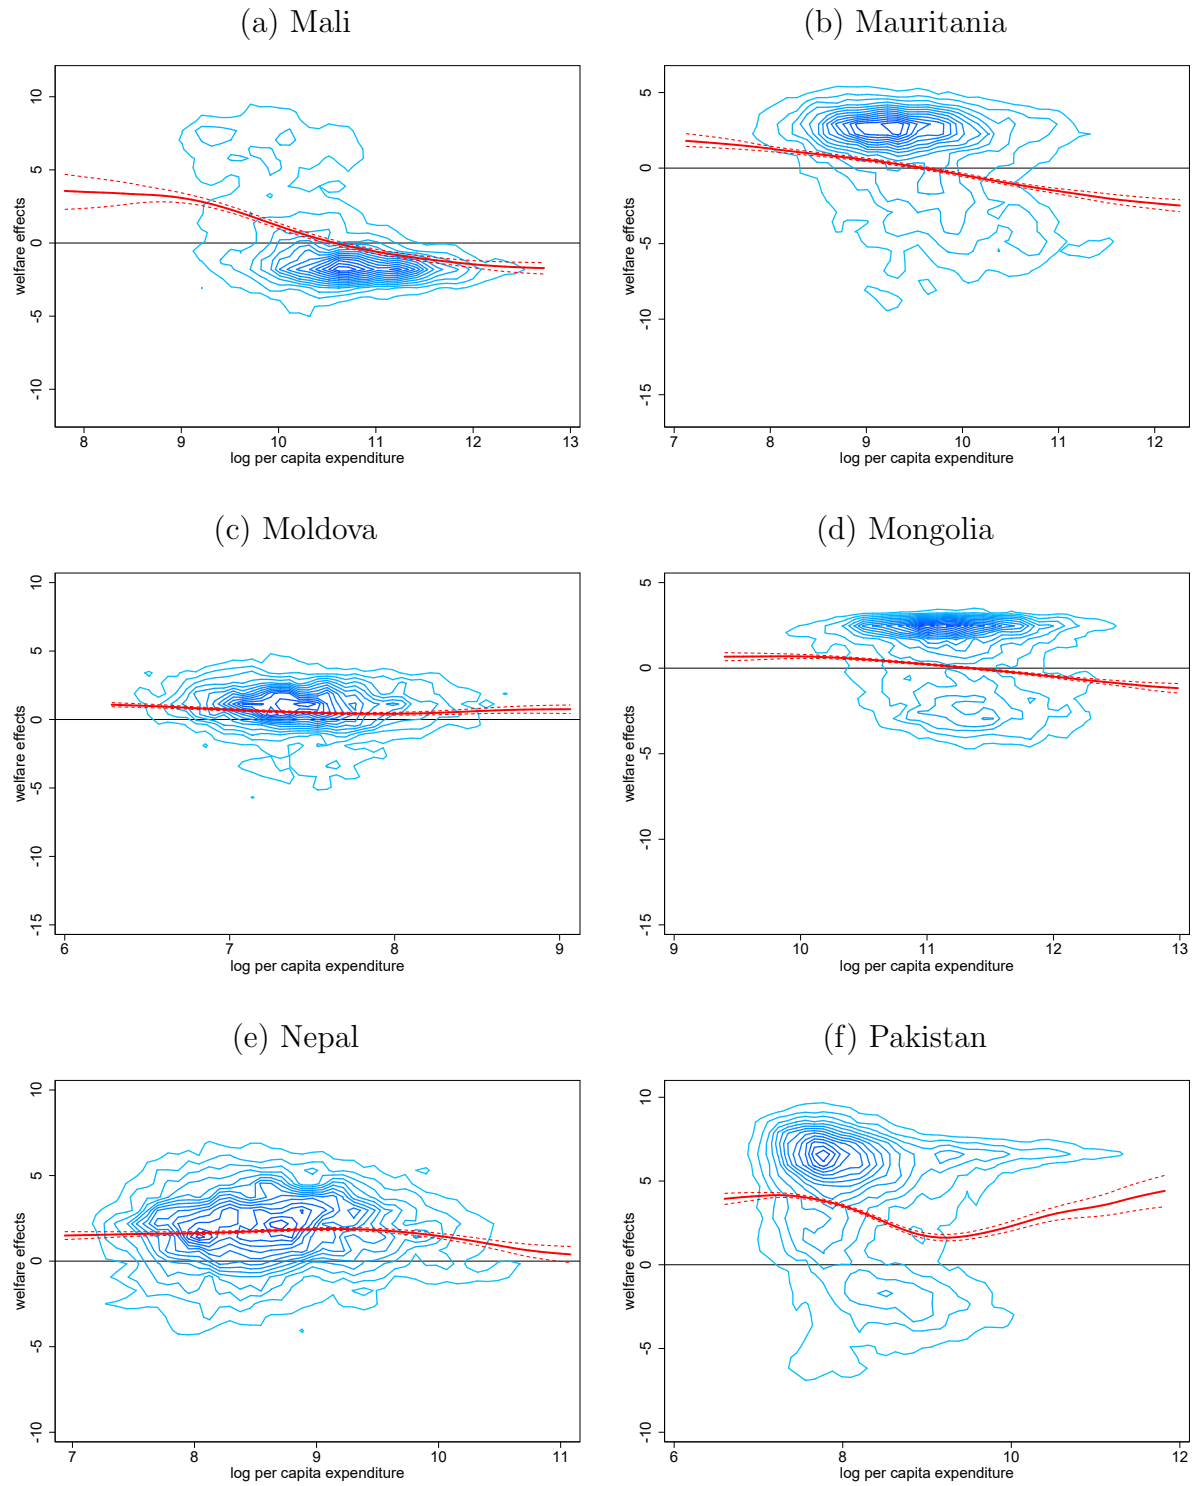 (a) Mali
(b) Mauritania
welfare effects
10
5
0
-5
-10
8 9 10 11 12 13
log per capita expenditure
welfare effects
5
0
-5
-10
-15
7 8 9 10 11 12
log per capita expenditure
(c) Moldova
(d) Mongolia
welfare effects
10
5
0
-5
-10
-15
6 7 8 9
log per capita expenditure
welfare effects
5
0
-5
-10
-15
9 10 11 12 13
log per capita expenditure
(e) Nepal
(f) Pakistan
welfare effects
10
5
0
-5
-10
7 8 9 10 11
log per capita expenditure
welfare effects
10
5
0
-5
-10
6 8 10 12
log per capita expenditure